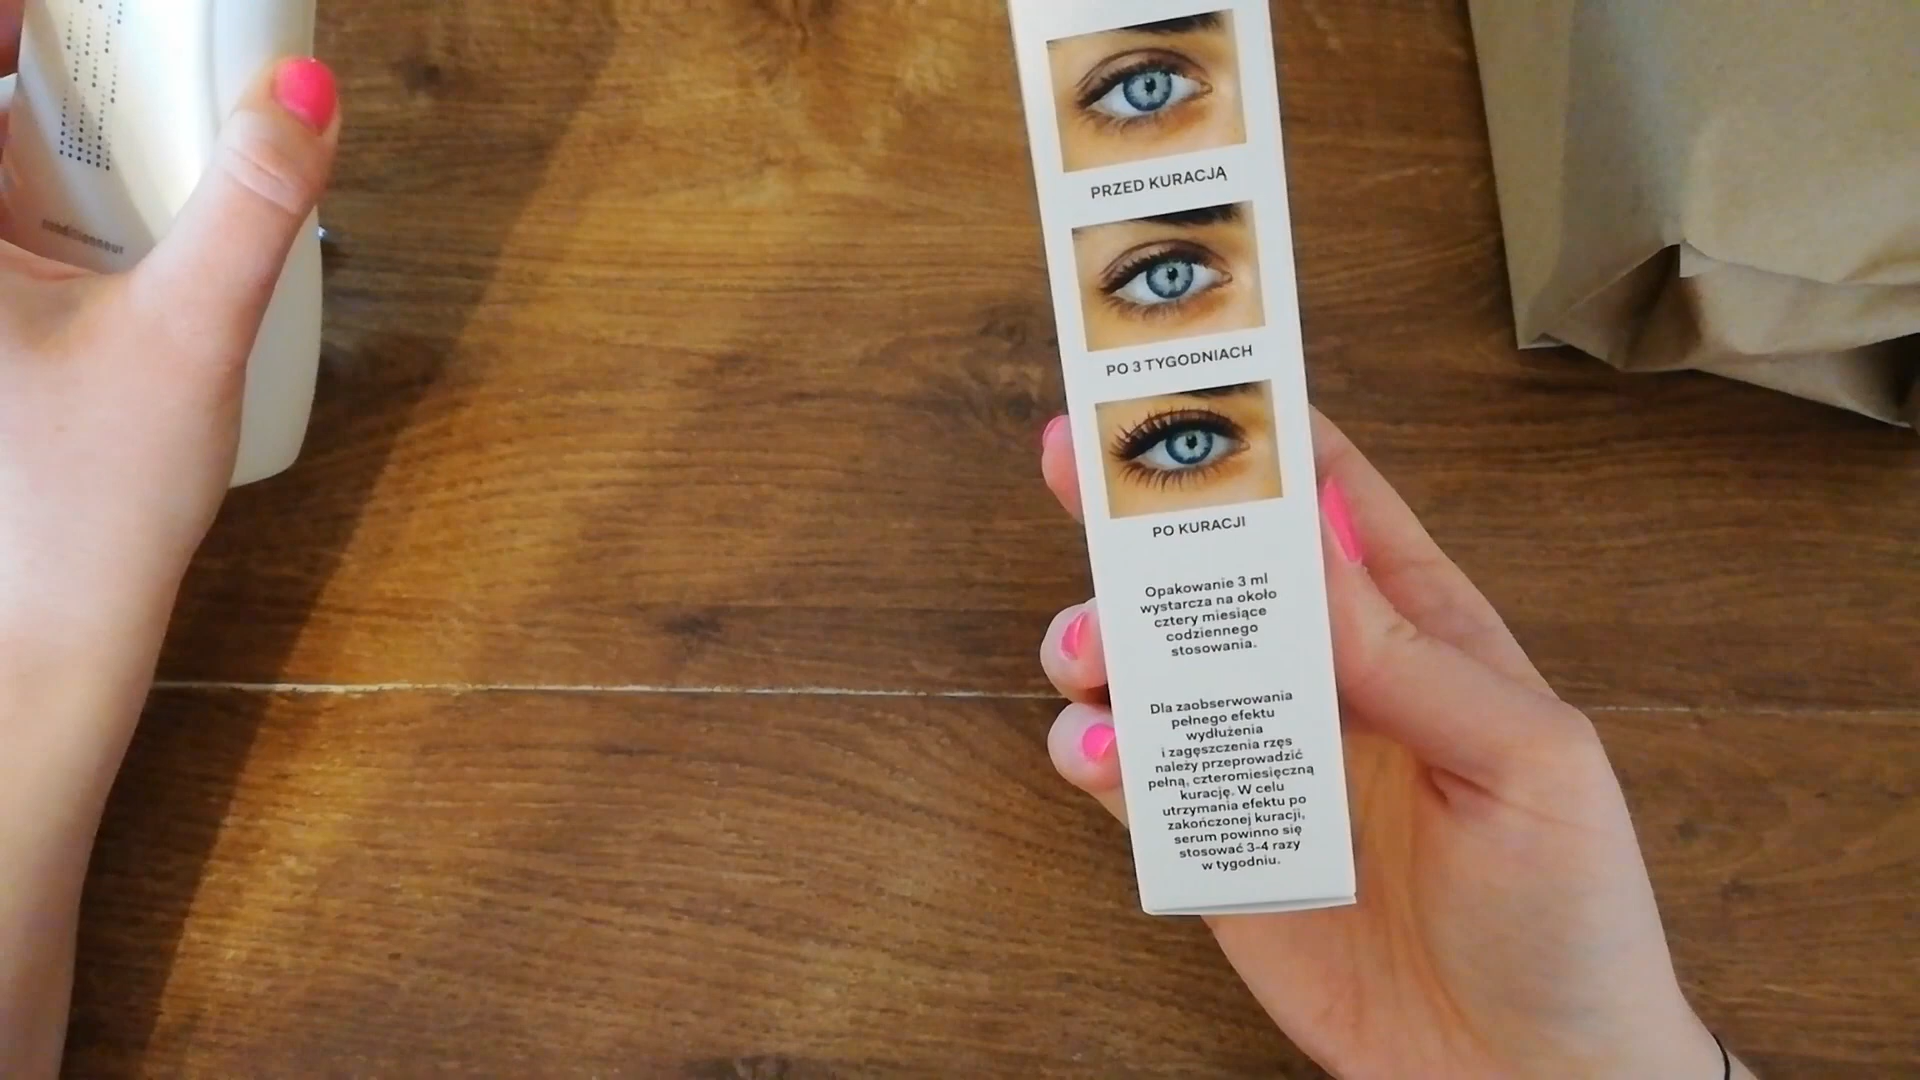 PRZED KURACJĄ
PO 3 TYGODNIACH
PO KURACJI
Opakowanie 3 ml
wystarcza na około
cztery miesiące
codziennego
stosowania.
Dla zaobserwowania
pełnego efektu
wydłużenia
i zagęszczenia rzęs
należy przeprowadzić
pełną, czteromiesięczną
kurację. W celu
utrzymania efektu po
zakończonej kuracji,
serum powinno się
stosować 3-4 razy
w tygodniu.